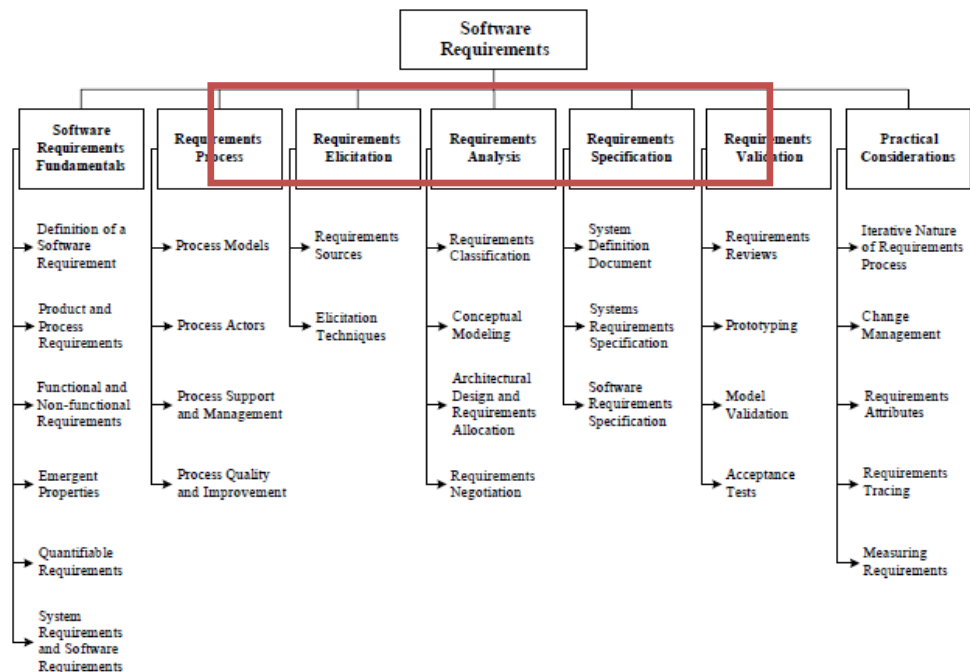 Software
Requirements
Software
Requirements
Fundamentals
Requirements
Process
Requirements
Elicitation
Requirements
Analysis
Requirements
Specification
Requirements
Validation
Practical
Considerations
Definition of a
Software
Requirement
Product and
Process
Requirements
Functional and
Non-functional
Requirements
Emergent
Properties
Quantifiable
Requirements
System
Requirements
and Software
Requirements
Process Models
Process Actors
Process Support
and Management
Process Quality
and Improvement
Requirements
Sources
Elicitation
Techniques
Requirements
Classification
Conceptual
Modeling
Architectural
Design and
Requirements
Allocation
Requirements
Negotiation
System
Definition
Document
Systems
Requirements
Specification
Software
Requirements
Specification
Requirements
Reviews
Prototyping
Model
Validation
Acceptance
Tests
Iterative Nature
of Requirements
Process
Change
Management
Requirements
Attributes
Requirements
Tracing
Measuring
Requirements